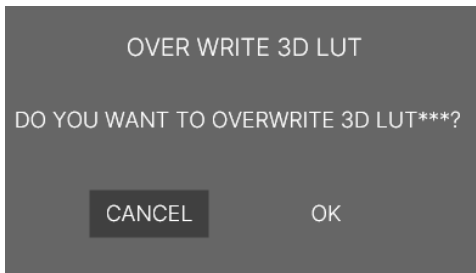 OVER WRITE 3D LUT
DO YOU WANT TO OVERWRITE 3D LUT***?
CANCEL OK